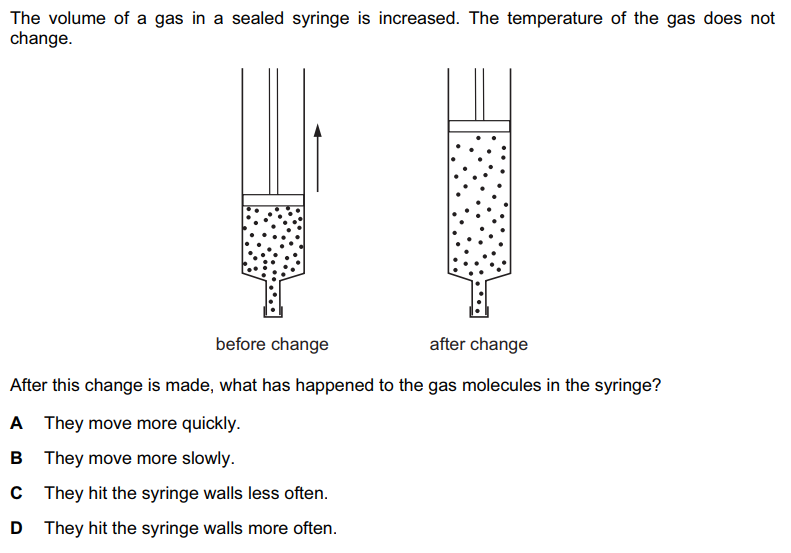 The volume of a gas in a sealed syringe is increased. The temperature of the gas does not
change.
before change
after change
After this change is made, what has happened to the gas molecules in the syringe?
A They move more quickly.
B They move more slowly.
C They hit the syringe walls less often.
D They hit the syringe walls more often.